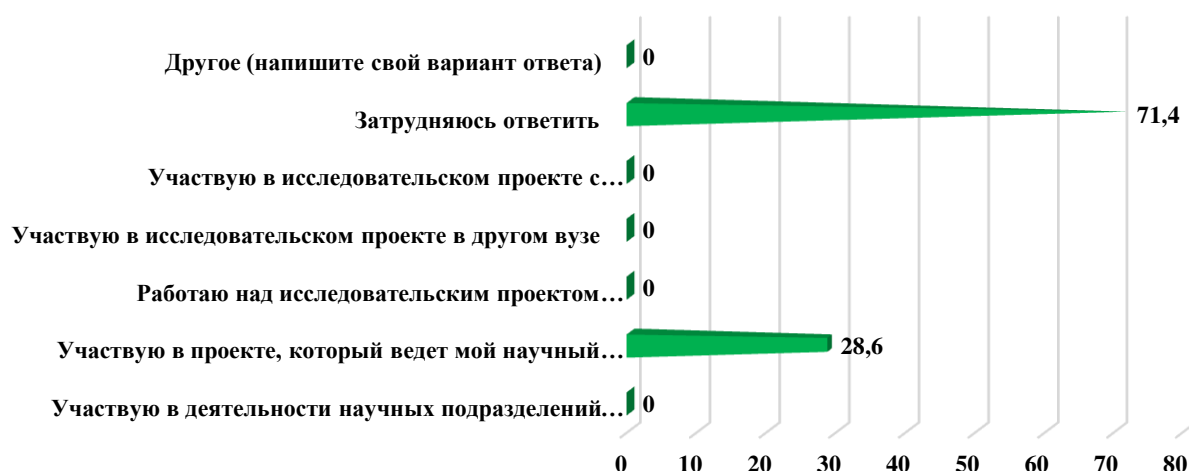 Другое (напишите свой вариант ответа) 0
Затрудняюсь ответить 71,4
Участвую в исследовательском проекте с… 0
Участвую в исследовательском проекте в другом вузе 0
Работаю над исследовательским проектом… 0
Участвую в проекте, который ведет мой научный… 28,6
Участвую в деятельности научных подразделений… 0
0 10 20 30 40 50 60 70 80